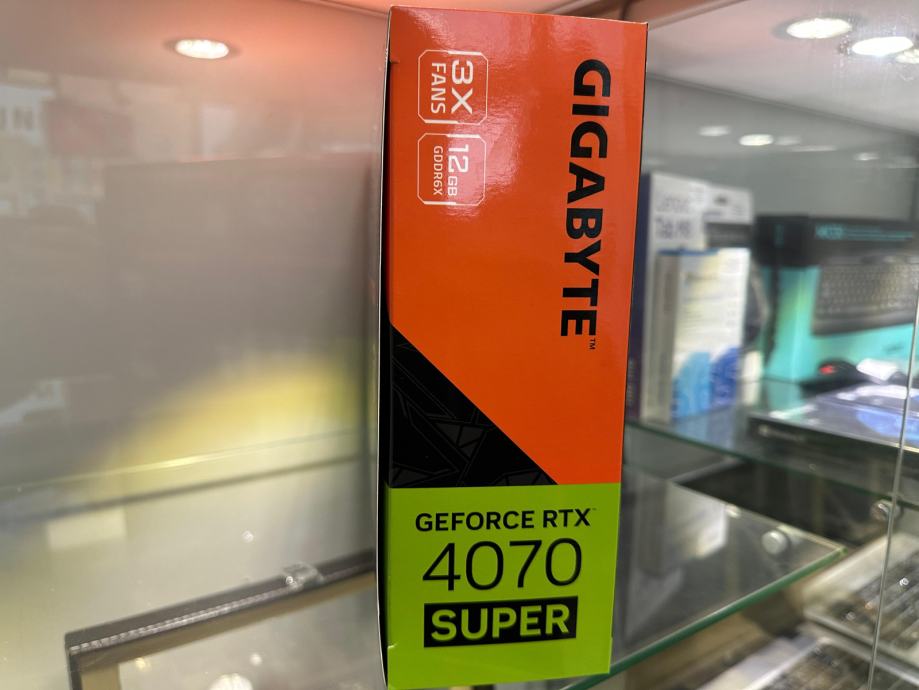 3X
FANS
12GB
GDDR6X
GIGABYTE™
GEFORCE RTX™
4070
SUPER